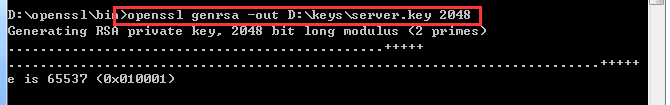 D:\openssl\bin>openssl genrsa -out D:\keys\server.key 2048
Generating RSA private key, 2048 bit long modulus (2 primes)
...............................................+++++
..........................................................................+++++
e is 65537 (0x010001)